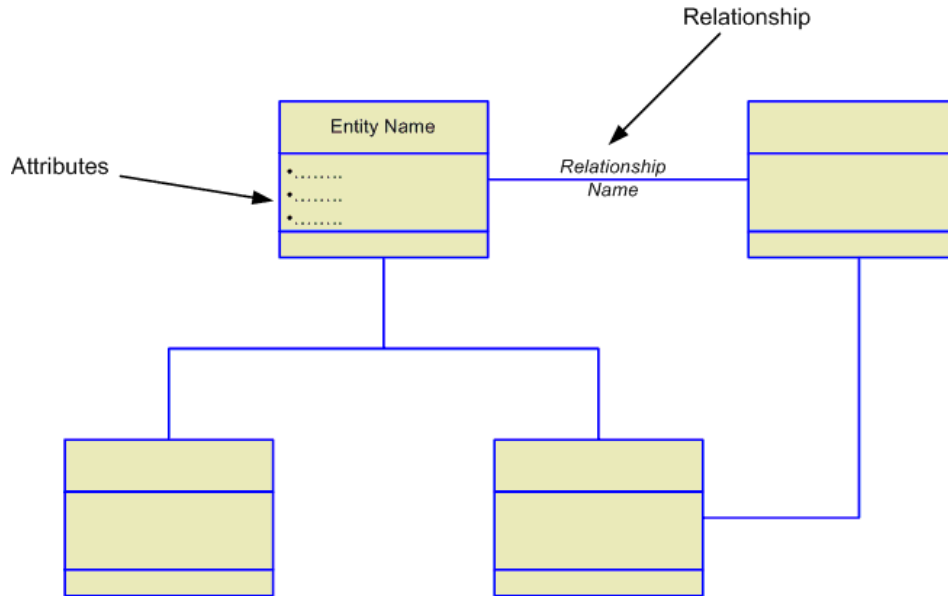 Relationship
Entity Name
Attributes
•........
•........
•........
Relationship
Name